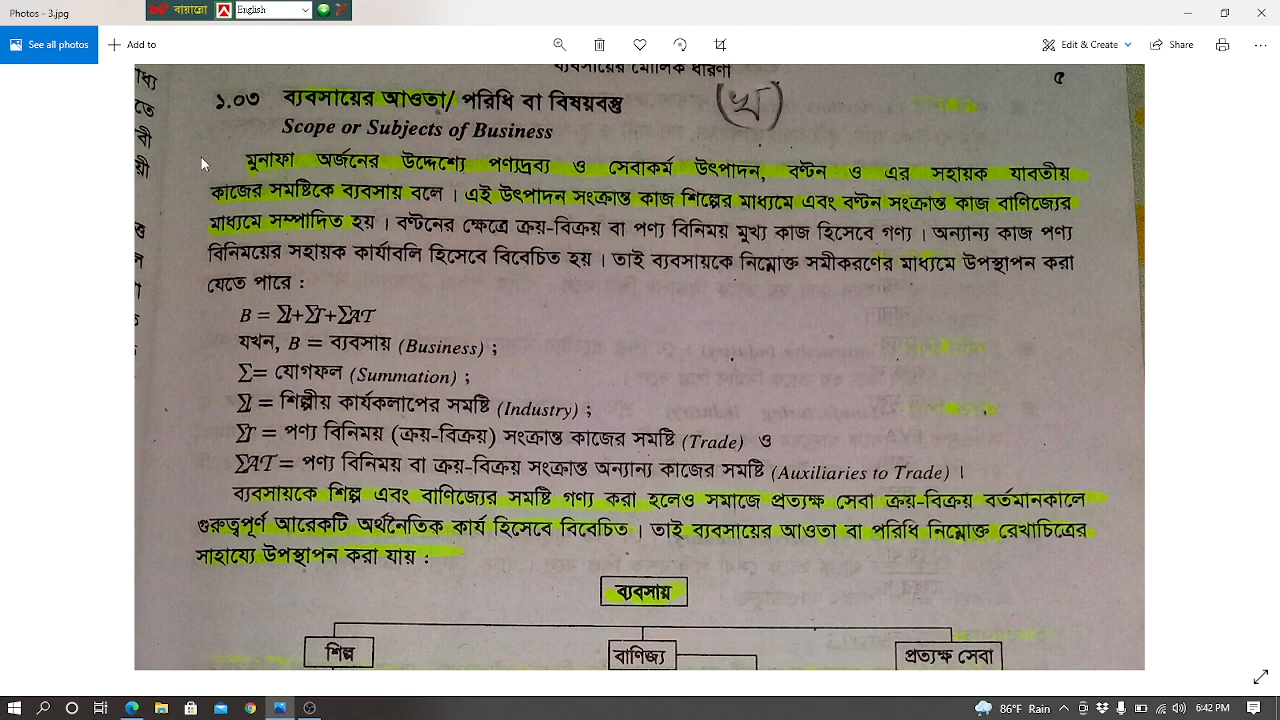 Photos - 3.jpg
বায়ান্নো
English
See all photos
Add to
Edit & Create
Share
ব্যবসায়ের মৌলিক ধারণা
৫
১.০৩ ব্যবসায়ের আওতা/ পরিধি বা বিষয়বস্তু
(খ)
Scope or Subjects of Business
মুনাফা অর্জনের উদ্দেশ্যে পণ্যদ্রব্য ও সেবাকর্ম উৎপাদন, বণ্টন ও এর সহায়ক যাবতীয়
কাজের সমষ্টিকে ব্যবসায় বলে । এই উৎপাদন সংক্রান্ত কাজ শিল্পের মাধ্যমে এবং বণ্টন সংক্রান্ত কাজ বাণিজ্যের
মাধ্যমে সম্পাদিত হয় । বণ্টনের ক্ষেত্রে ক্রয়-বিক্রয় বা পণ্য বিনিময় মুখ্য কাজ হিসেবে গণ্য । অন্যান্য কাজ পণ্য
বিনিময়ের সহায়ক কার্যাবলি হিসেবে বিবেচিত হয় । তাই ব্যবসায়কে নিম্নোক্ত সমীকরণের মাধ্যমে উপস্থাপন করা
যেতে পারে :
B = ∑I+∑T+∑AT
যখন, B = ব্যবসায় (Business) ;
∑= যোগফল (Summation) ;
∑I = শিল্পীয় কার্যকলাপের সমষ্টি (Industry) ;
∑T = পণ্য বিনিময় (ক্রয়-বিক্রয়) সংক্রান্ত কাজের সমষ্টি (Trade) ও
∑AT = পণ্য বিনিময় বা ক্রয়-বিক্রয় সংক্রান্ত অন্যান্য কাজের সমষ্টি (Auxiliaries to Trade) ।
ব্যবসায়কে শিল্প এবং বাণিজ্যের সমষ্টি গণ্য করা হলেও সমাজে প্রত্যক্ষ সেবা ক্রয়-বিক্রয় বর্তমানকালে
গুরুত্বপূর্ণ আরেকটি অর্থনৈতিক কার্য হিসেবে বিবেচিত । তাই ব্যবসায়ের আওতা বা পরিধি নিম্নোক্ত রেখাচিত্রের
সাহায্যে উপস্থাপন করা যায় :
ব্যবসায়
শিল্প
বাণিজ্য
প্রত্যক্ষ সেবা
86°F Rain
6:42 PM